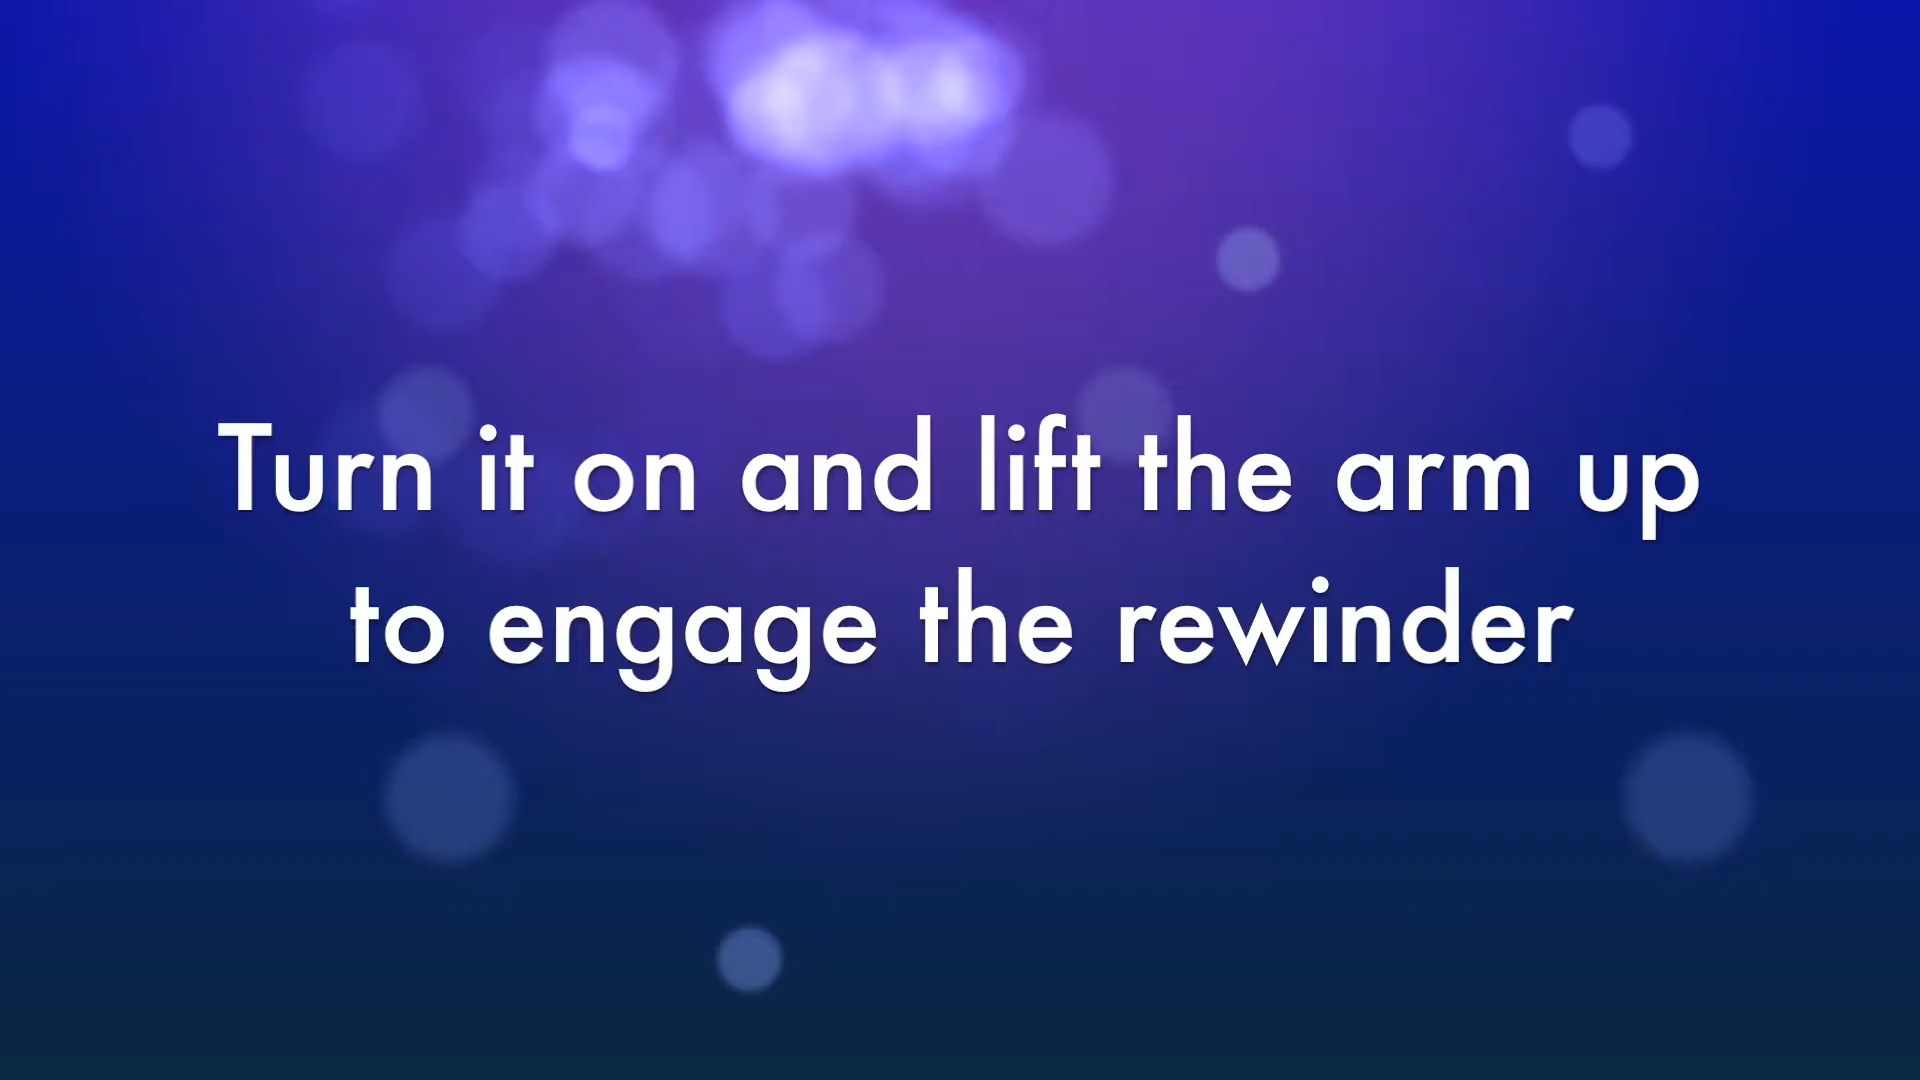 Turn it on and lift the arm up
to engage the rewinder